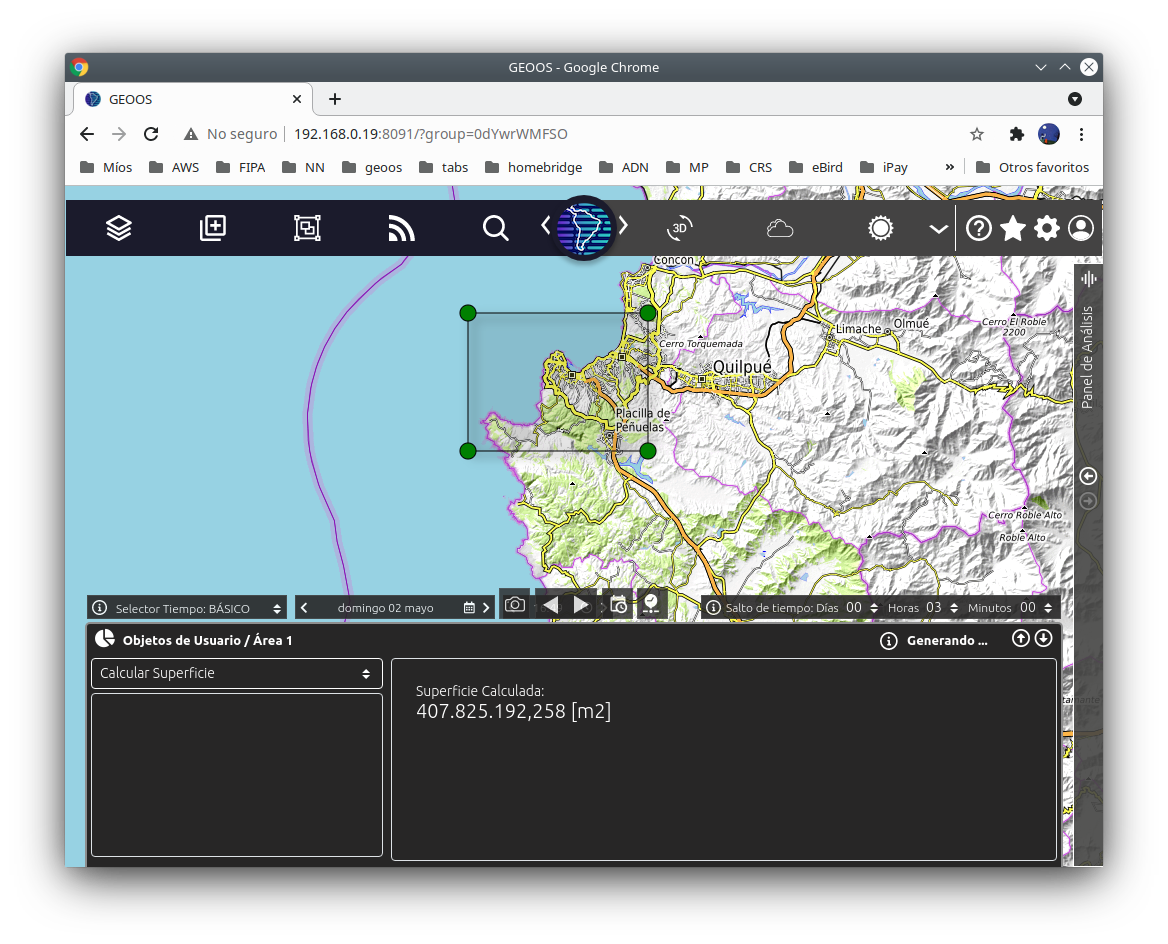 GEOOS - Google Chrome
GEOOS
No seguro 192.168.0.19:8091/?group=0dYwrWMFSO
Míos AWS FIPA NN geoos tabs homebridge ADN MP CRS eBird iPay » Otros favoritos
3D
Concón
Cerro El Roble
2200
Limache
Olmué
Cerro Torquemada
Quilpué
Panel de Análisis
Placilla de
Peñuelas
Cerro Roble Alto
Roble Alto
Selector Tiempo: BÁSICO
domingo 02 mayo
Salto de tiempo: Días 00 Horas 03 Minutos 00
Objetos de Usuario / Área 1
Generando ...
Calcular Superficie
Superficie Calculada:
407.825.192,258 [m2]